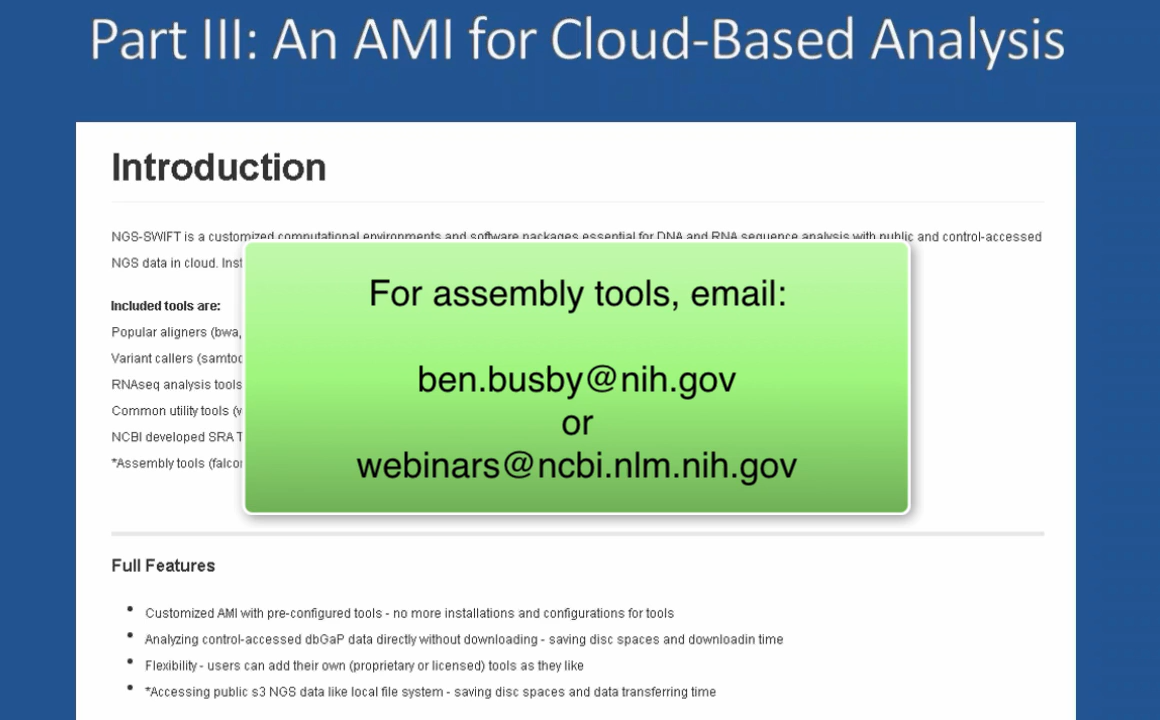 Part III: An AMI for Cloud-Based Analysis
Introduction
NGS-SWIFT is a customized computational environments and software packages essential for DNA and RNA sequence analysis with public and control-accessed
NGS data in cloud.
Included tools are:
Popular aligners (bwa,
Variant callers
RNAseq analysis tools
Common utility tools
NCBI developed SRA
*Assembly tools
For assembly tools, email:
ben.busby@nih.gov
or
webinars@ncbi.nlm.nih.gov
Full Features
• Customized AMI with pre-configured tools - no more installations and configurations for tools
• Analyzing control-accessed dbGaP data directly without downloading - saving disc spaces and downloadin time
• Flexibility - users can add their own (proprietary or licensed) tools as they like
• *Accessing public s3 NGS data like local file system - saving disc spaces and data transferring time